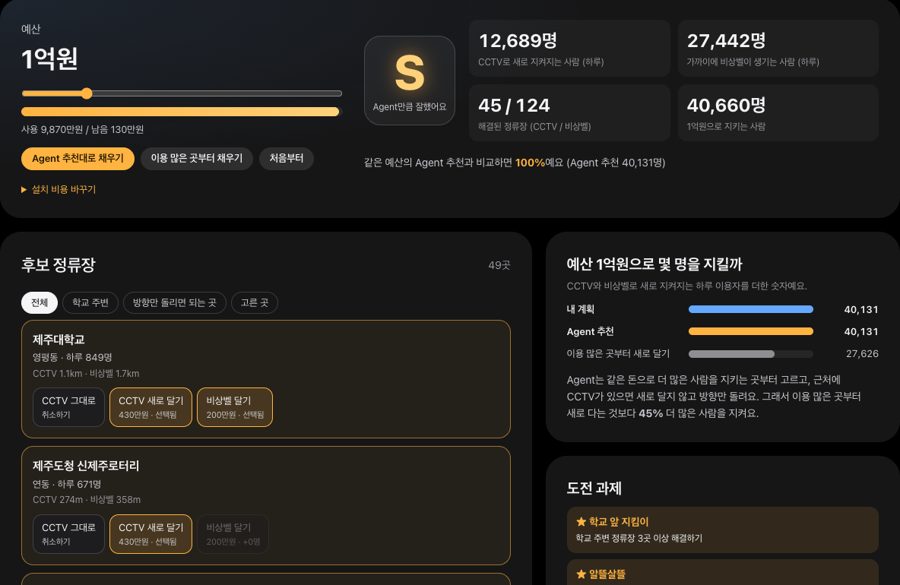 예산
1억원
사용 9,870만원 / 남음 130만원
Agent 추천대로 채우기
이용 많은 곳부터 채우기
처음부터
▶ 설치 비용 바꾸기
S
Agent만큼 잘했어요
12,689명
CCTV로 새로 지켜지는 사람 (하루)
27,442명
가까이에 비상벨이 생기는 사람 (하루)
45 / 124
해결된 정류장 (CCTV / 비상벨)
40,660명
1억원으로 지키는 사람
같은 예산의 Agent 추천과 비교하면 100%예요 (Agent 추천 40,131명)
후보 정류장
49곳
전체
학교 주변
방향만 돌리면 되는 곳
고른 곳
제주대학교
영평동 · 하루 849명
CCTV 1.1km · 비상벨 1.7km
CCTV 그대로
취소하기
CCTV 새로 달기
430만원 · 선택됨
비상벨 달기
200만원 · 선택됨
제주도청 신제주로터리
연동 · 하루 671명
CCTV 274m · 비상벨 358m
CCTV 그대로
취소하기
CCTV 새로 달기
430만원 · 선택됨
비상벨 달기
200만원 · +0명
예산 1억원으로 몇 명을 지킬까
CCTV와 비상벨로 새로 지켜지는 하루 이용자를 더한 숫자예요.
내 계획
40,131
Agent 추천
40,131
이용 많은 곳부터 새로 달기
27,626
Agent는 같은 돈으로 더 많은 사람을 지키는 곳부터 고르고, 근처에
CCTV가 있으면 새로 달지 않고 방향만 돌려요. 그래서 이용 많은 곳부터
새로 다는 것보다 45% 더 많은 사람을 지켜요.
도전 과제
★ 학교 앞 지킴이
학교 주변 정류장 3곳 이상 해결하기
★ 알뜰살뜰